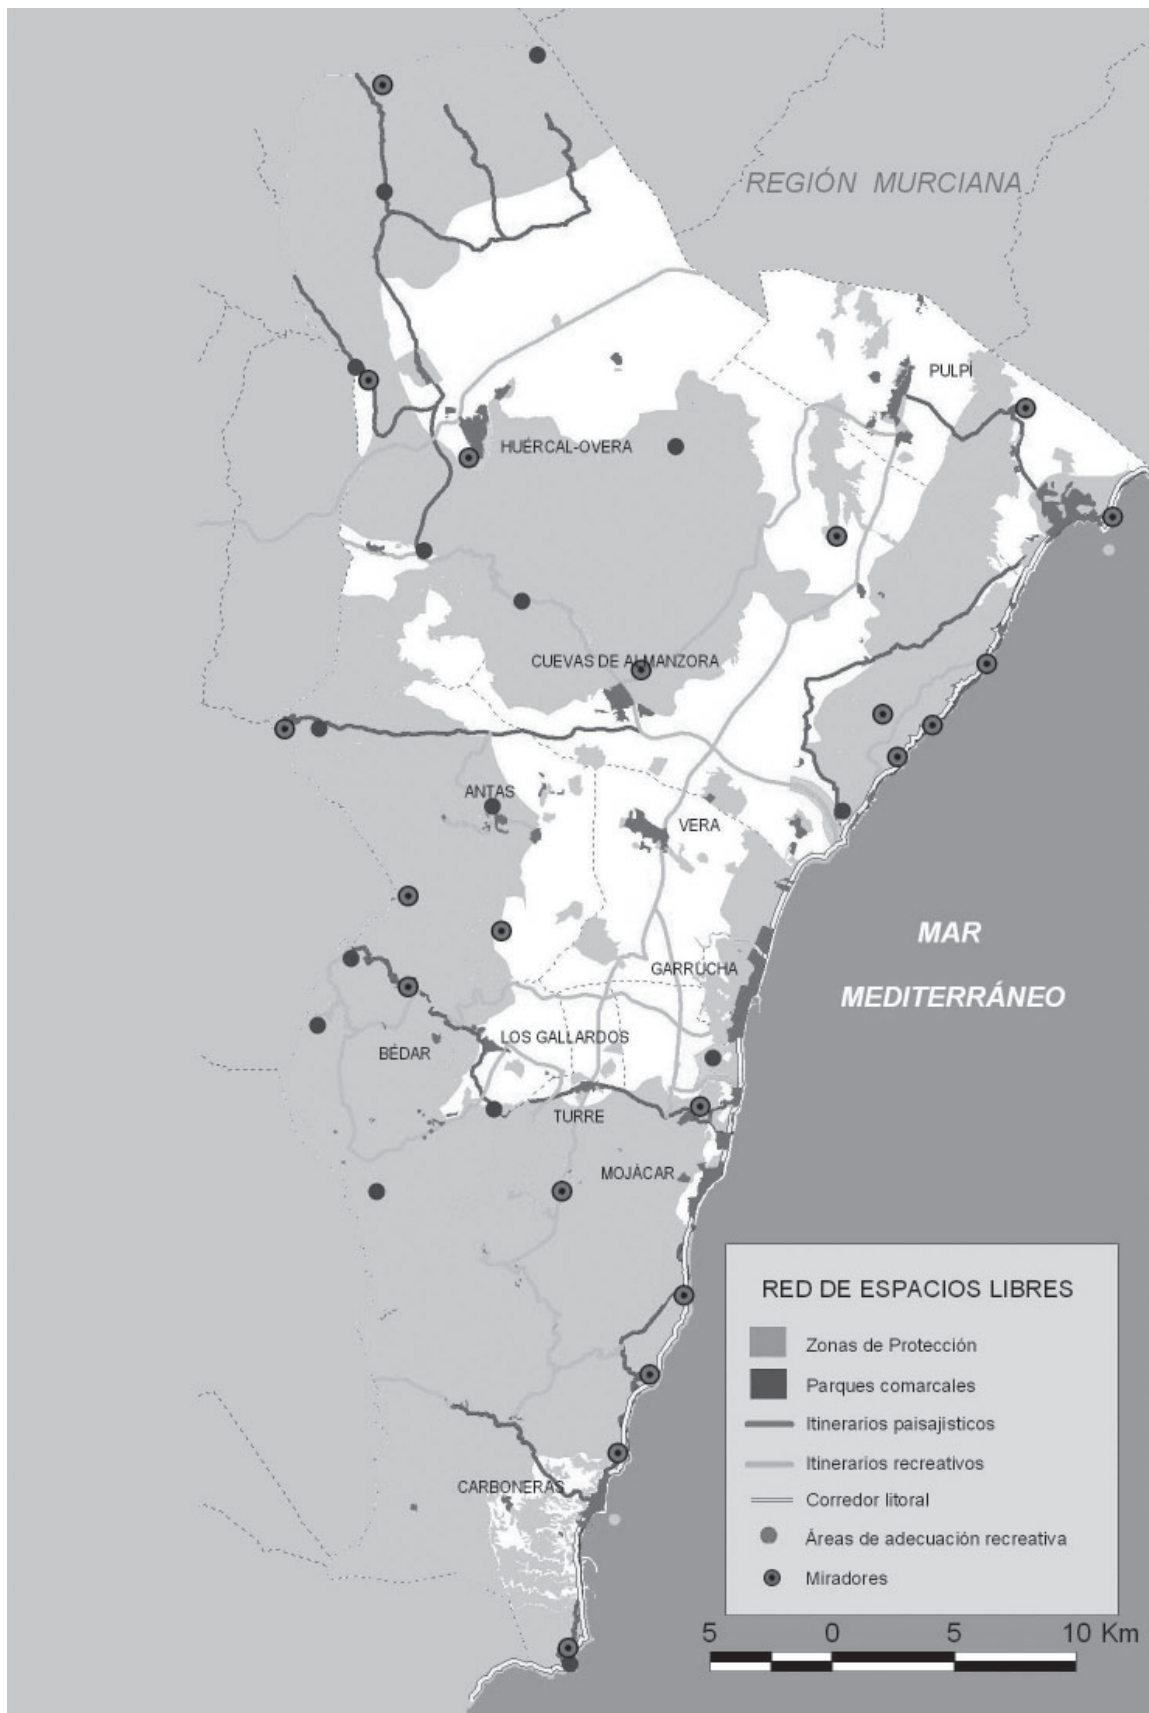 REGIÓN MURCIANA
PULPÍ
HUÉRCAL-OVERA
CUEVAS DE ALMANZORA
ANTAS
VERA
MAR
MEDITERRÁNEO
GARRUCHA
LOS GALLARDOS
BÉDAR
TURRE
MOJÁCAR
CARBONERAS
RED DE ESPACIOS LIBRES
Zonas de Protección
Parques comarcales
Itinerarios paisajísticos
Itinerarios recreativos
Corredor litoral
Áreas de adecuación recreativa
Miradores
5 0 5 10 Km